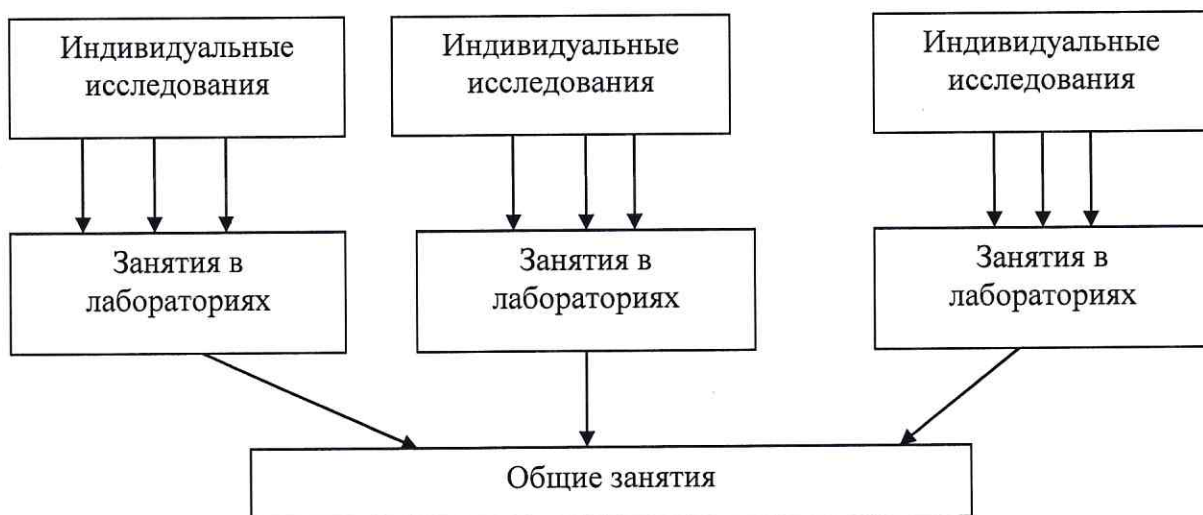 Индивидуальные
исследования
Индивидуальные
исследования
Индивидуальные
исследования
Занятия в
лабораториях
Занятия в
лабораториях
Занятия в
лабораториях
Общие занятия